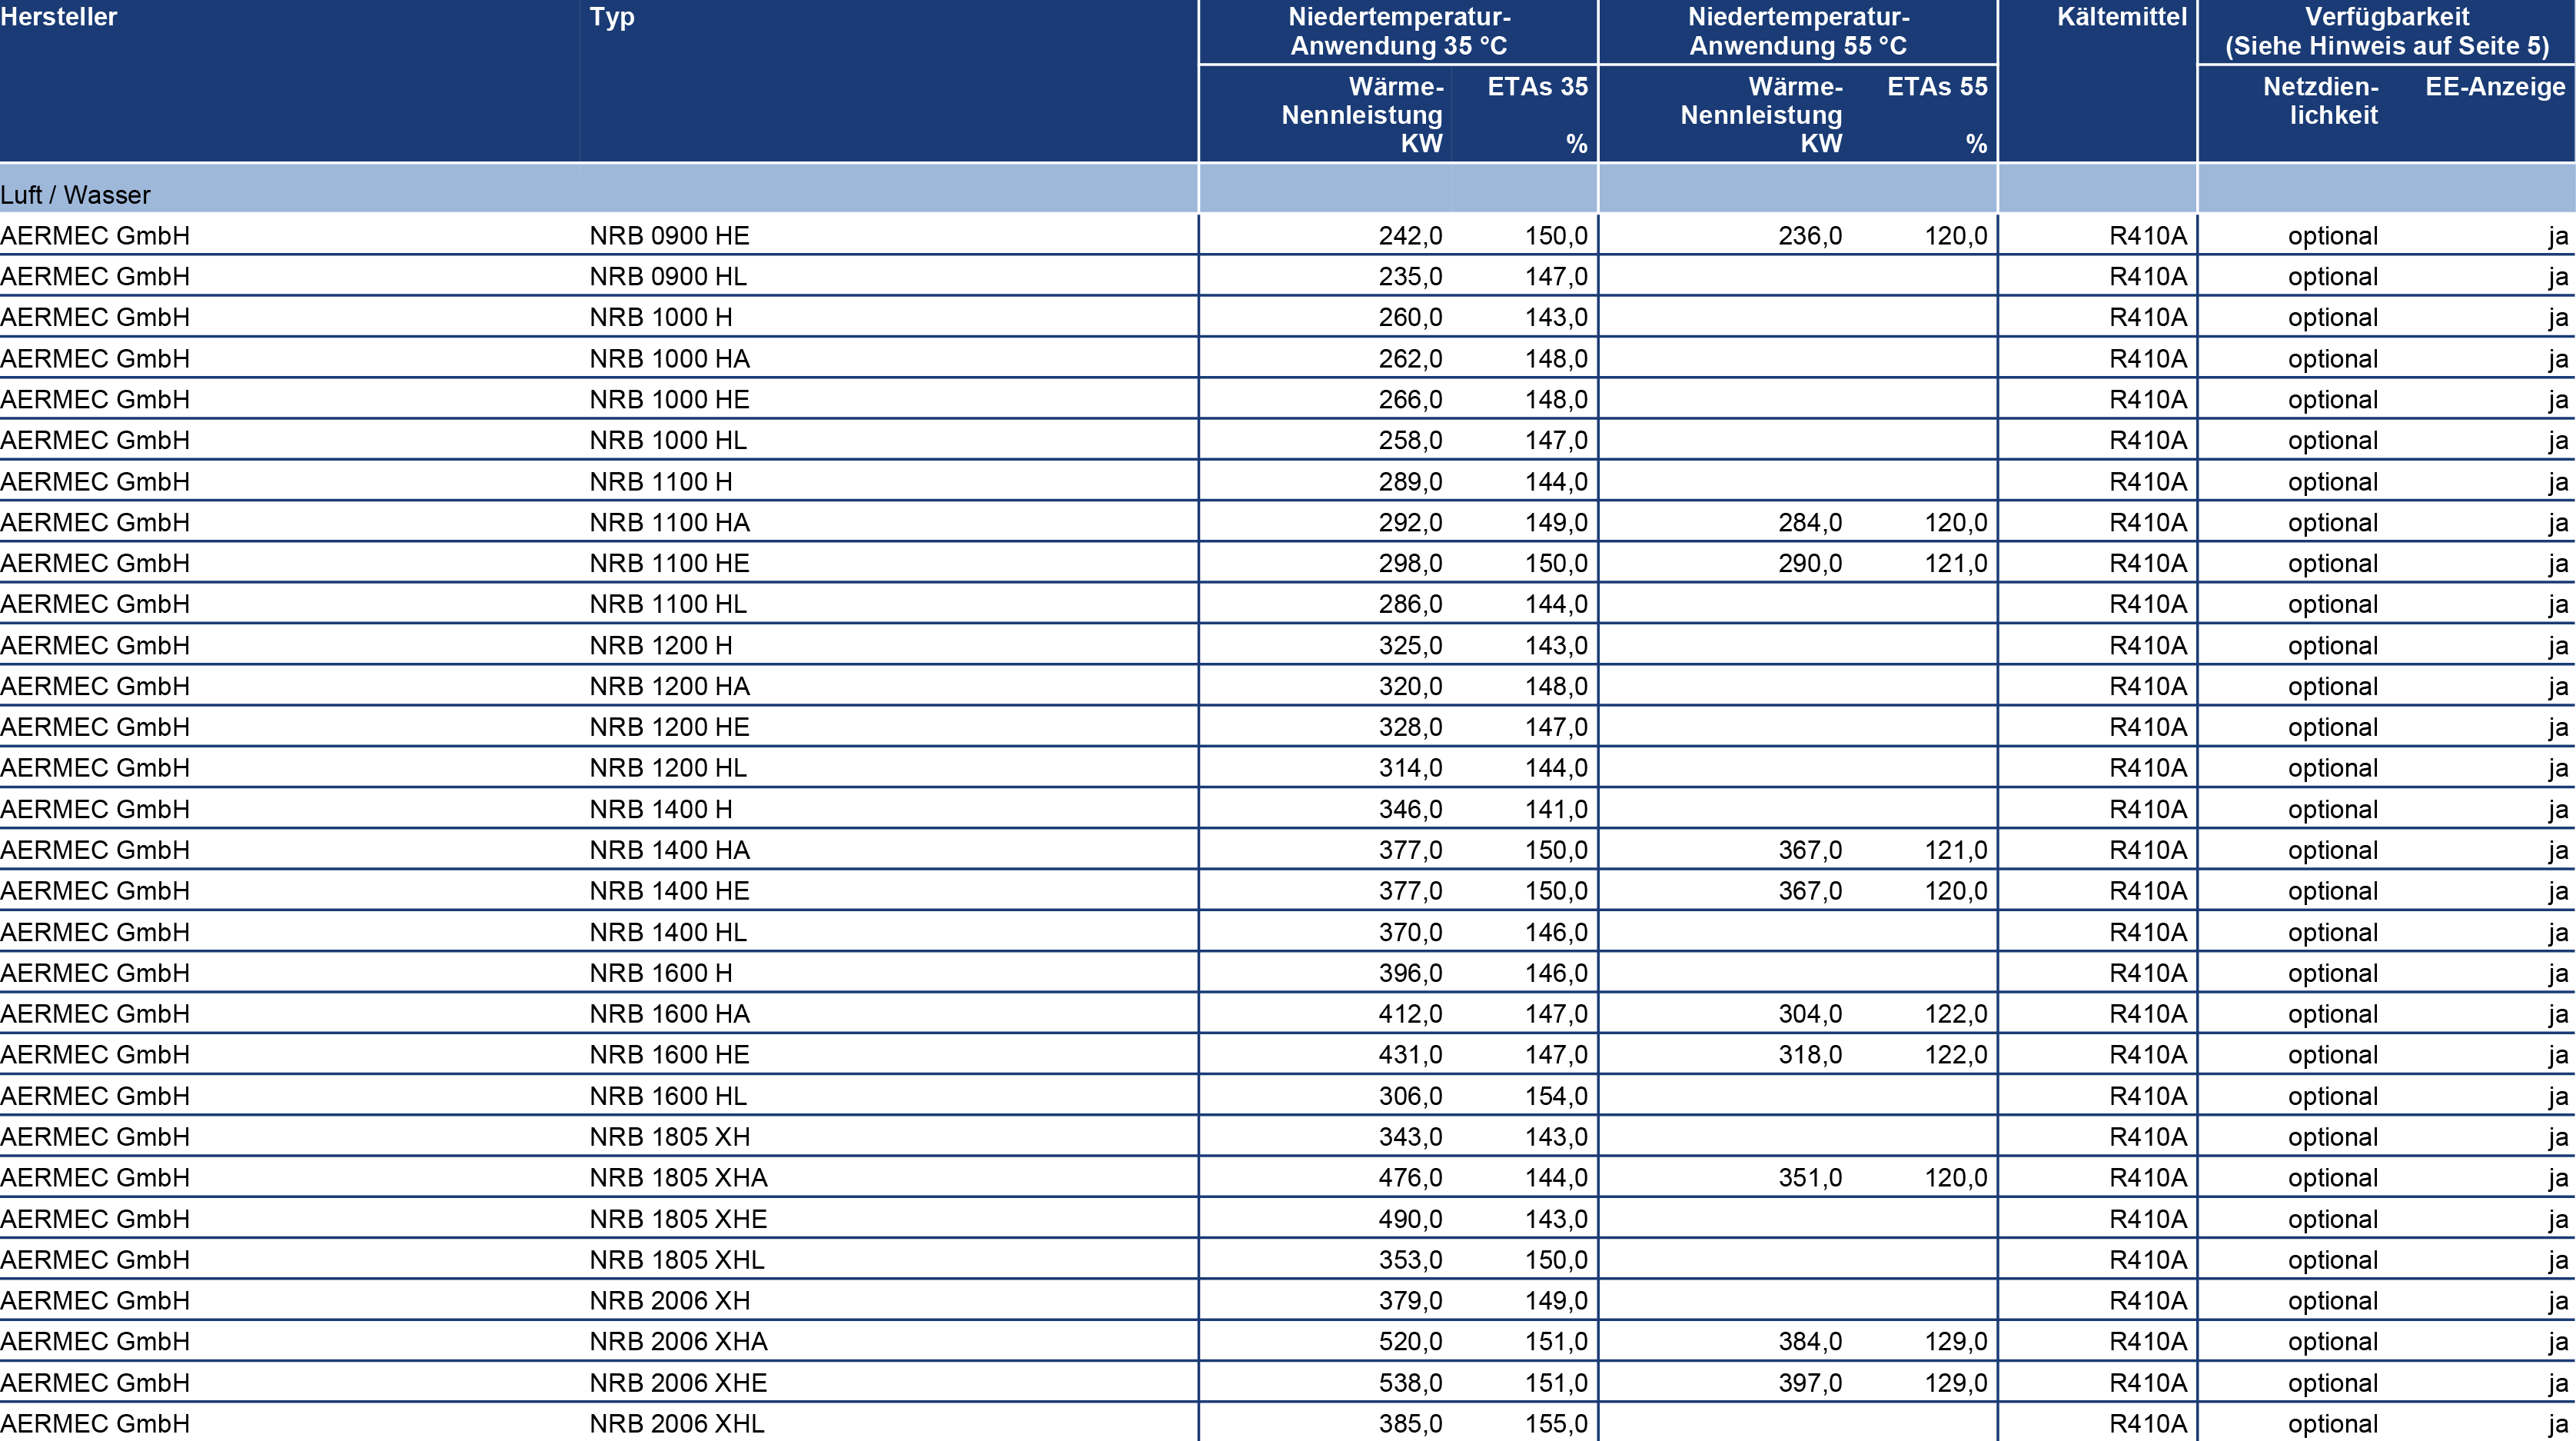 Hersteller Typ Niedertemperatur- Niedertemperatur- Kältemittel Verfügbarkeit
Anwendung 35 °C Anwendung 55 °C (Siehe Hinweis auf Seite 5)
Wärme- ETAs 35 Wärme- ETAs 55 Netzdien- EE-Anzeige
Nennleistung Nennleistung lichkeit
KW % KW %
Luft / Wasser
AERMEC GmbH NRB 0900 HE 242,0 150,0 236,0 120,0 R410A optional ja
AERMEC GmbH NRB 0900 HL 235,0 147,0 R410A optional ja
AERMEC GmbH NRB 1000 H 260,0 143,0 R410A optional ja
AERMEC GmbH NRB 1000 HA 262,0 148,0 R410A optional ja
AERMEC GmbH NRB 1000 HE 266,0 148,0 R410A optional ja
AERMEC GmbH NRB 1000 HL 258,0 147,0 R410A optional ja
AERMEC GmbH NRB 1100 H 289,0 144,0 R410A optional ja
AERMEC GmbH NRB 1100 HA 292,0 149,0 284,0 120,0 R410A optional ja
AERMEC GmbH NRB 1100 HE 298,0 150,0 290,0 121,0 R410A optional ja
AERMEC GmbH NRB 1100 HL 286,0 144,0 R410A optional ja
AERMEC GmbH NRB 1200 H 325,0 143,0 R410A optional ja
AERMEC GmbH NRB 1200 HA 320,0 148,0 R410A optional ja
AERMEC GmbH NRB 1200 HE 328,0 147,0 R410A optional ja
AERMEC GmbH NRB 1200 HL 314,0 144,0 R410A optional ja
AERMEC GmbH NRB 1400 H 346,0 141,0 R410A optional ja
AERMEC GmbH NRB 1400 HA 377,0 150,0 367,0 121,0 R410A optional ja
AERMEC GmbH NRB 1400 HE 377,0 150,0 367,0 120,0 R410A optional ja
AERMEC GmbH NRB 1400 HL 370,0 146,0 R410A optional ja
AERMEC GmbH NRB 1600 H 396,0 146,0 R410A optional ja
AERMEC GmbH NRB 1600 HA 412,0 147,0 304,0 122,0 R410A optional ja
AERMEC GmbH NRB 1600 HE 431,0 147,0 318,0 122,0 R410A optional ja
AERMEC GmbH NRB 1600 HL 306,0 154,0 R410A optional ja
AERMEC GmbH NRB 1805 XH 343,0 143,0 R410A optional ja
AERMEC GmbH NRB 1805 XHA 476,0 144,0 351,0 120,0 R410A optional ja
AERMEC GmbH NRB 1805 XHE 490,0 143,0 R410A optional ja
AERMEC GmbH NRB 1805 XHL 353,0 150,0 R410A optional ja
AERMEC GmbH NRB 2006 XH 379,0 149,0 R410A optional ja
AERMEC GmbH NRB 2006 XHA 520,0 151,0 384,0 129,0 R410A optional ja
AERMEC GmbH NRB 2006 XHE 538,0 151,0 397,0 129,0 R410A optional ja
AERMEC GmbH NRB 2006 XHL 385,0 155,0 R410A optional ja